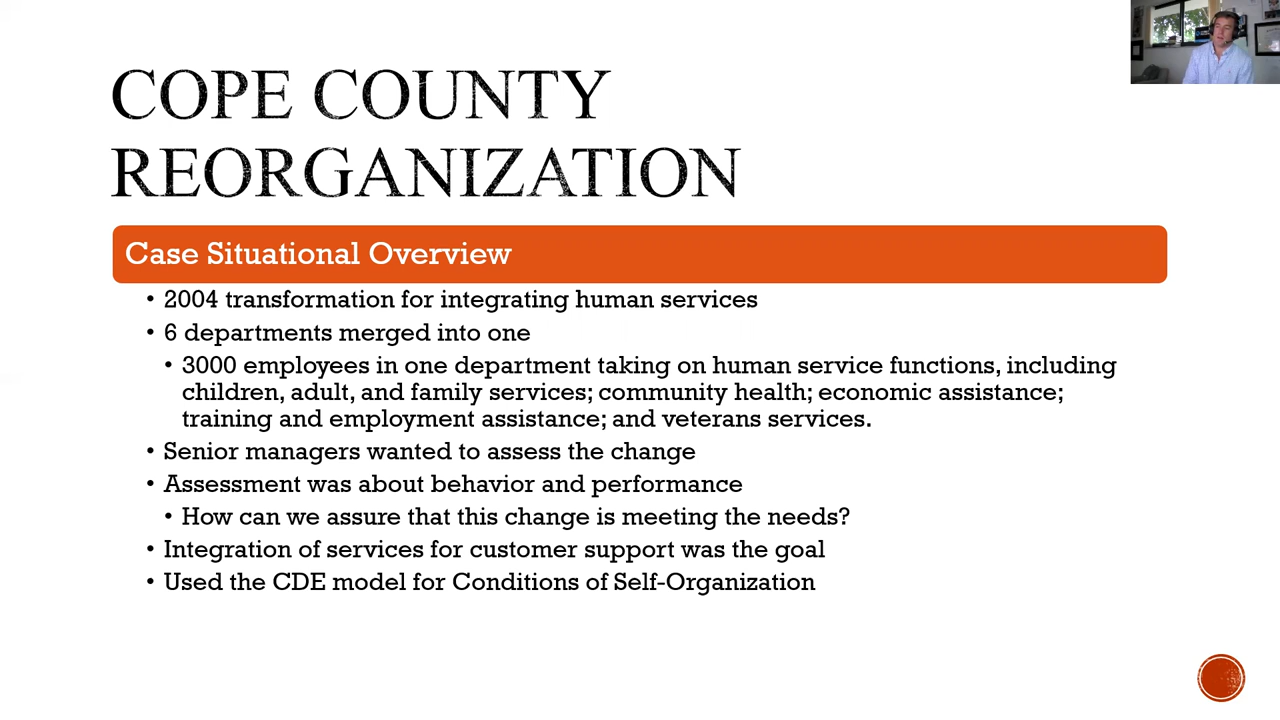 COPE COUNTY
REORGANIZATION
Case Situational Overview
• 2004 transformation for integrating human services
• 6 departments merged into one
• 3000 employees in one department taking on human service functions, including
children, adult, and family services; community health; economic assistance;
training and employment assistance; and veterans services.
• Senior managers wanted to assess the change
• Assessment was about behavior and performance
• How can we assure that this change is meeting the needs?
• Integration of services for customer support was the goal
• Used the CDE model for Conditions of Self-Organization